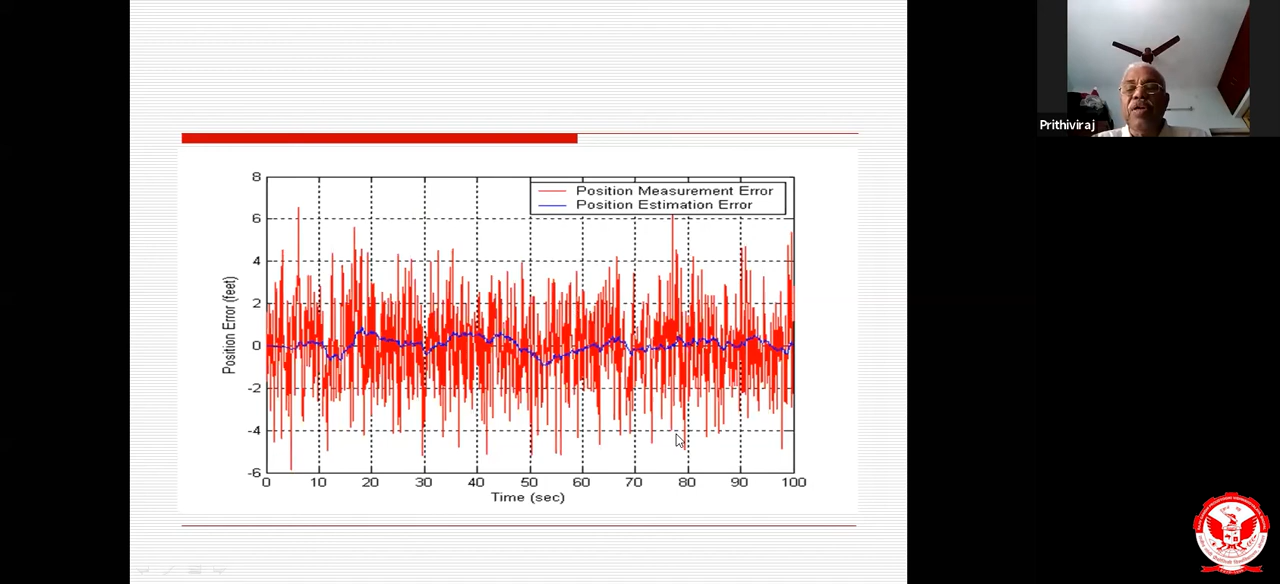 Prithiviraj
Position Measurement Error
Position Estimation Error
8
6
4
2
0
-2
-4
-6
Position Error (feet)
0 10 20 30 40 50 60 70 80 90 100
Time (sec)